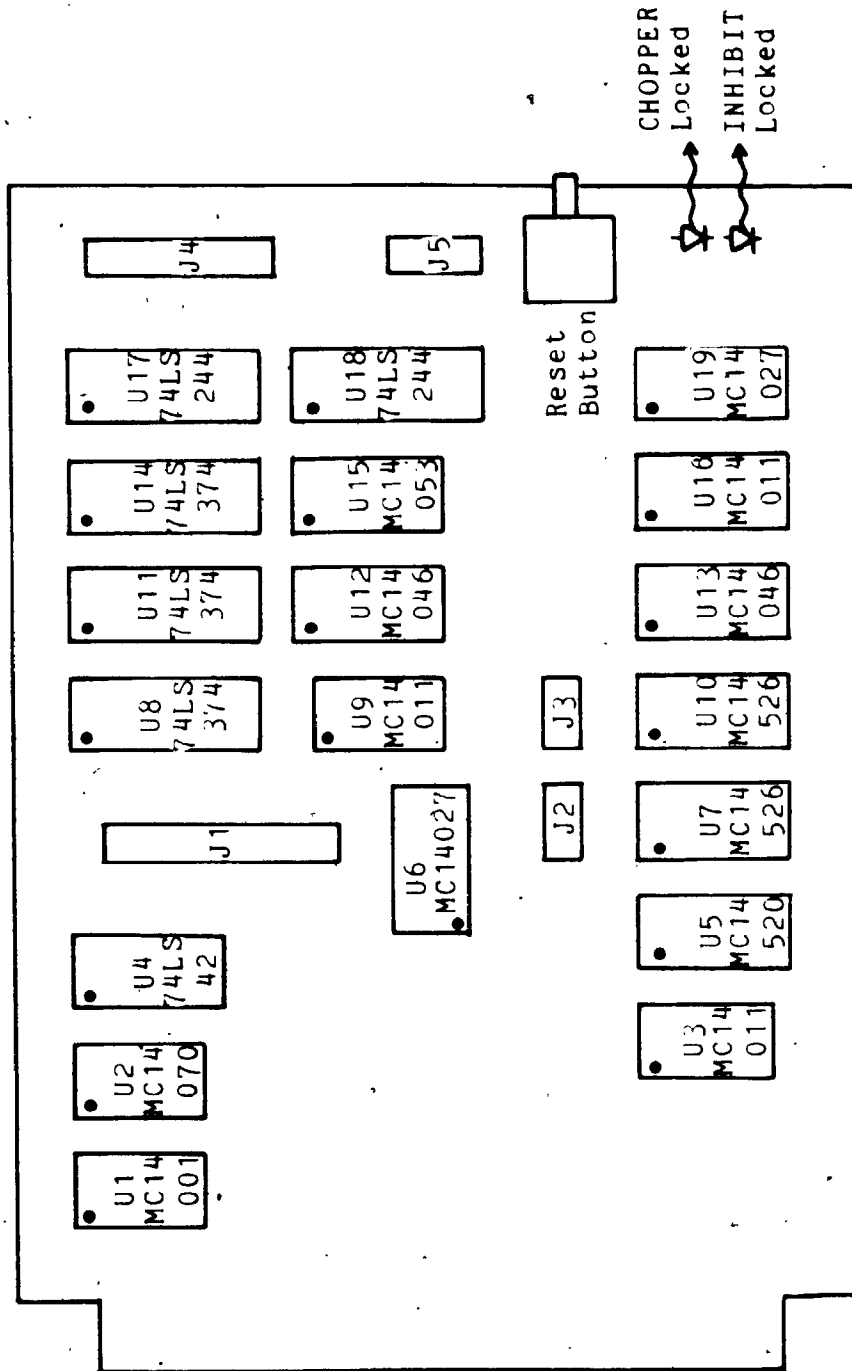 CHOPPER
Locked
INHIBIT
Locked
J4
J5
Reset
Button
U17
74LS
244
U18
74LS
244
U19
MC14
027
U14
74LS
374
U15
MC14
053
U16
MC14
011
U11
74LS
374
U12
MC14
046
U13
MC14
046
U8
74LS
374
U9
MC14
011
J3
U10
MC14
526
J1
U6
MC14027
J2
U7
MC14
526
U4
74LS
42
U5
MC14
520
U2
MC14
070
U3
MC14
011
U1
MC14
001